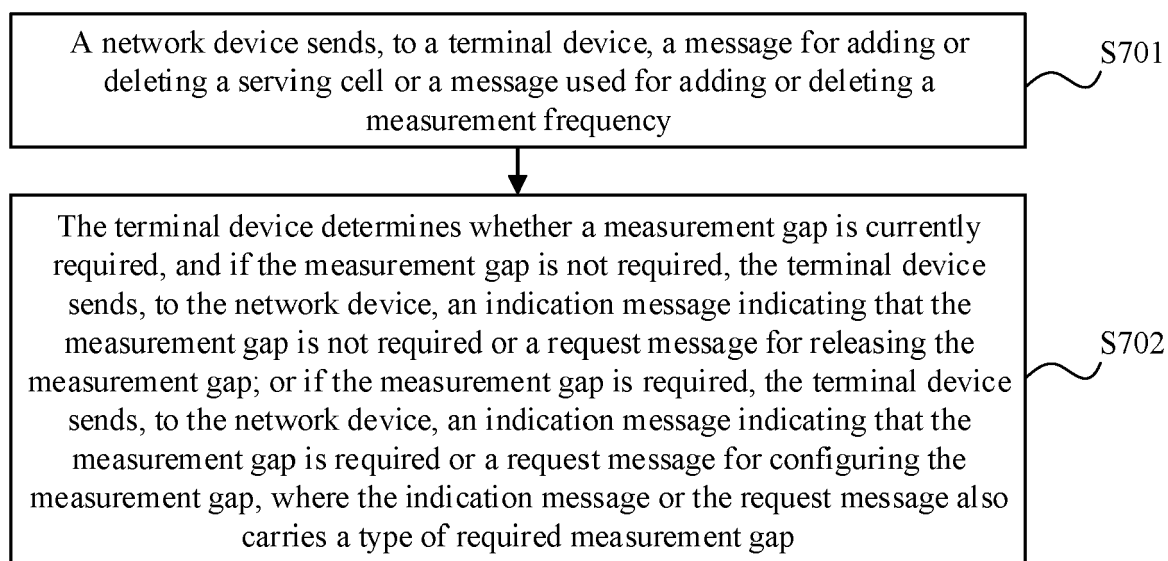 A network device sends, to a terminal device, a message for adding or
deleting a serving cell or a message used for adding or deleting a
measurement frequency
S701
The terminal device determines whether a measurement gap is currently
required, and if the measurement gap is not required, the terminal device
sends, to the network device, an indication message indicating that the
measurement gap is not required or a request message for releasing the
measurement gap; or if the measurement gap is required, the terminal device
sends, to the network device, an indication message indicating that the
measurement gap is required or a request message for configuring the
measurement gap, where the indication message or the request message also
carries a type of required measurement gap
S702